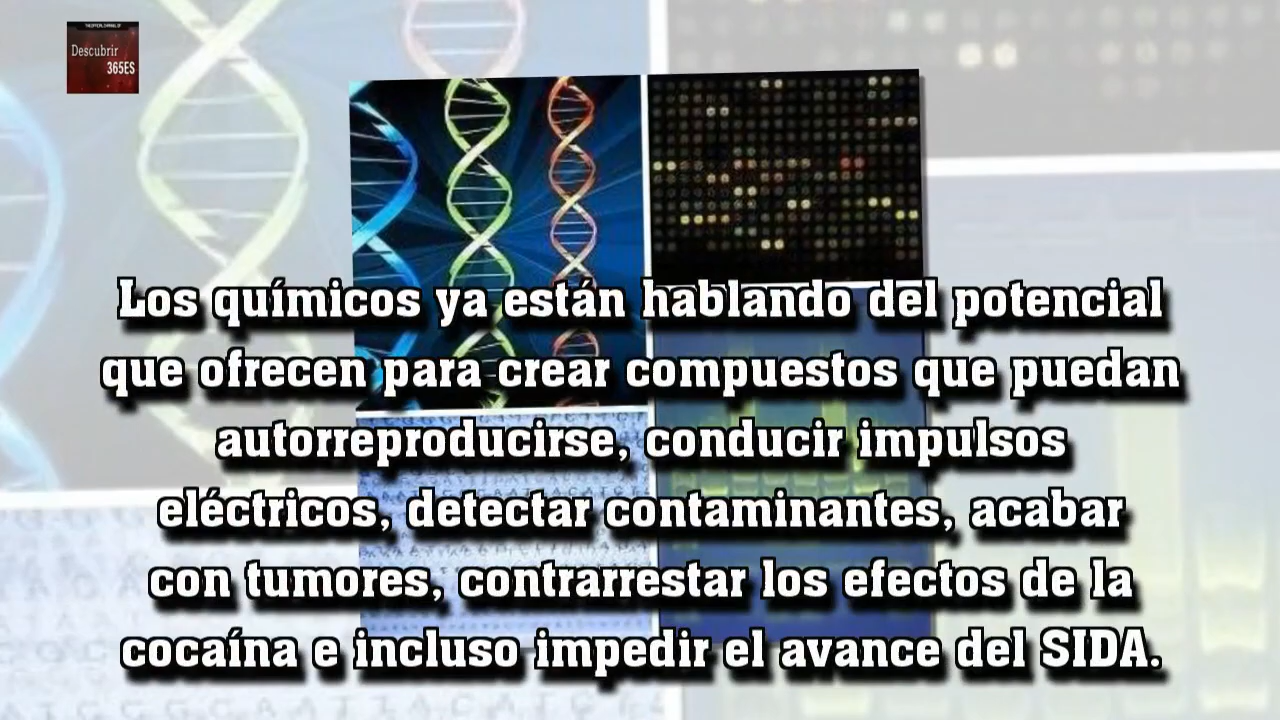 Descubrir
365ES
Los químicos ya están hablando del potencial
que ofrecen para crear compuestos que puedan
autorreproducirse, conducir impulsos
eléctricos, detectar contaminantes, acabar
con tumores, contrarrestar los efectos de la
cocaína e incluso impedir el avance del SIDA.